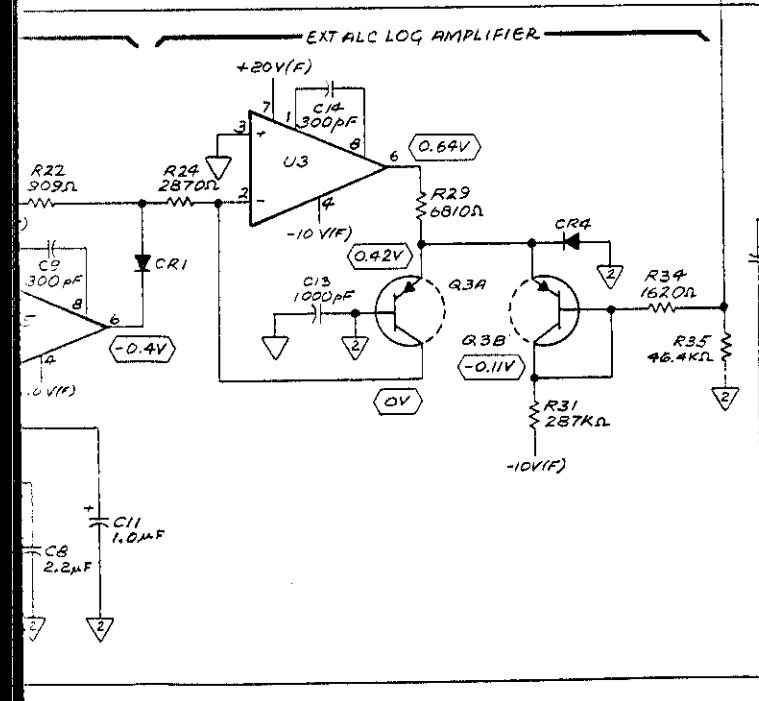 EXT ALC LOG AMPLIFIER
+20V(F)
C14
300pF
7
1
8
3
+
U3
6
0.64V
R22
909Ω
R24
2870Ω
2
-
4
-10V(F)
R29
6810Ω
CR4
2
C9
300pF
8
CR1
0.42V
C13
1000pF
Q3A
R34
1620Ω
6
4
-0.4V
2
Q3B
-0.11V
R35
46.4KΩ
2
0V
R31
287KΩ
-10V(F)
+
C11
1.0µF
C8
2.2µF
2
2